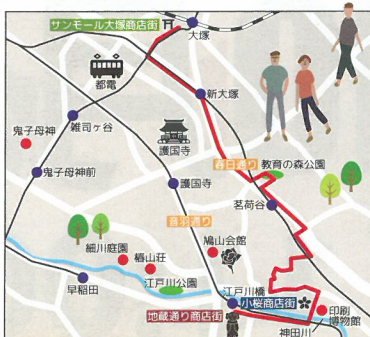 サンモール大塚商店街
大塚
都電
新大塚
雑司ヶ谷
鬼子母神
護国寺
春日通り
教育の森公園
鬼子母神前
護国寺
茗荷谷
音羽通り
細川庭園
鳩山会館
椿山荘
早稲田
江戸川公園
江戸川橋
小桜商店街
地蔵通り商店街
印刷
博物館
神田川